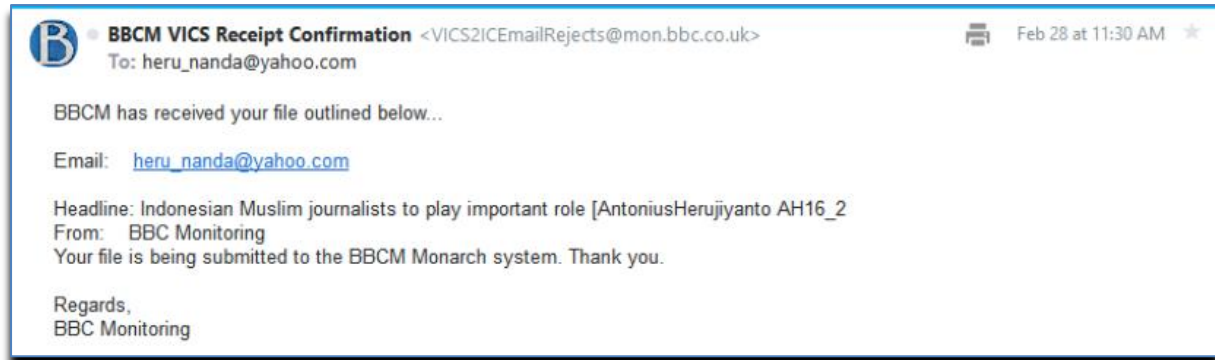 B
BBCM VICS Receipt Confirmation <VICS2ICEmailRejects@mon.bbc.co.uk> Feb 28 at 11:30 AM
To: heru_nanda@yahoo.com
BBCM has received your file outlined below...
Email: heru_nanda@yahoo.com
Headline: Indonesian Muslim journalists to play important role [AntoniusHerujiyanto AH16_2
From: BBC Monitoring
Your file is being submitted to the BBCM Monarch system. Thank you.
Regards,
BBC Monitoring